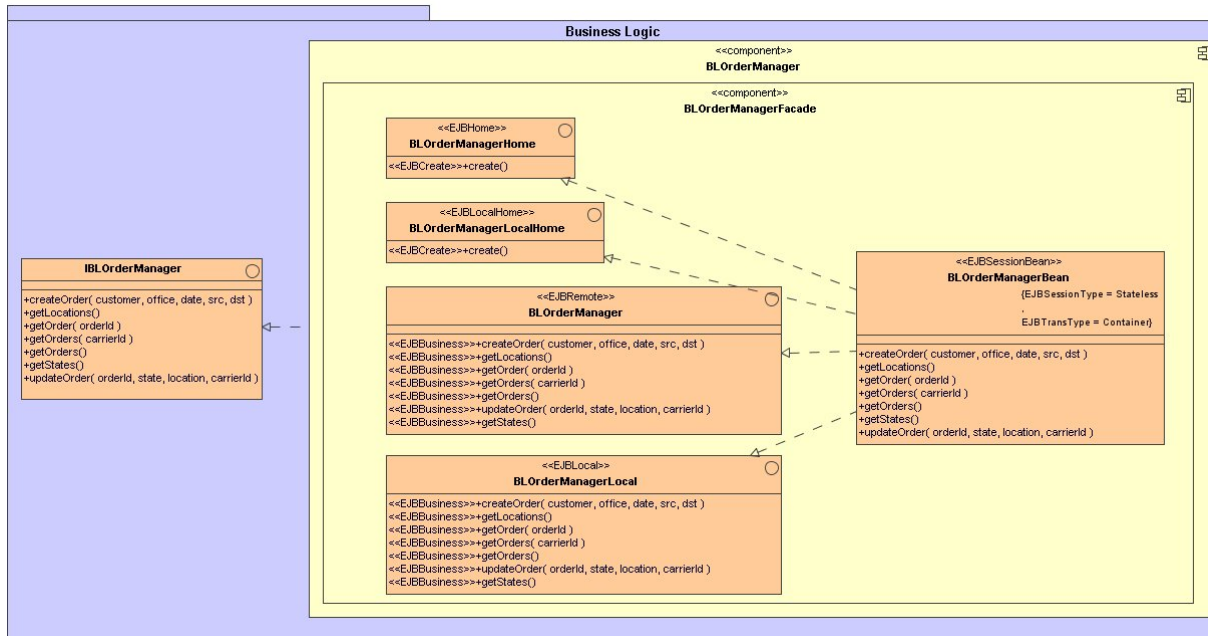 Business Logic
<<component>>
BLOrderManager
<<component>>
BLOrderManagerFacade
<<EJBHome>>
BLOrderManagerHome
<<EJBCreate>>+create()
<<EJBLocalHome>>
BLOrderManagerLocalHome
<<EJBCreate>>+create()
IBLOrderManager
+createOrder( customer, office, date, src, dst )
+getLocations()
+getOrder( orderId )
+getOrders( carrierId )
+getOrders()
+getStates()
+updateOrder( orderId, state, location, carrierId )
<<EJBRemote>>
BLOrderManager
<<EJBBusiness>>+createOrder( customer, office, date, src, dst )
<<EJBBusiness>>+getLocations()
<<EJBBusiness>>+getOrder( orderId )
<<EJBBusiness>>+getOrders( carrierId )
<<EJBBusiness>>+getOrders()
<<EJBBusiness>>+updateOrder( orderId, state, location, carrierId )
<<EJBBusiness>>+getStates()
<<EJBSessionBean>>
BLOrderManagerBean
{EJBSessionType = Stateless
,
EJBTransType = Container}
+createOrder( customer, office, date, src, dst )
+getLocations()
+getOrder( orderId )
+getOrders( carrierId )
+getOrders()
+getStates()
+updateOrder( orderId, state, location, carrierId )
<<EJBLocal>>
BLOrderManagerLocal
<<EJBBusiness>>+createOrder( customer, office, date, src, dst )
<<EJBBusiness>>+getLocations()
<<EJBBusiness>>+getOrder( orderId )
<<EJBBusiness>>+getOrders( carrierId )
<<EJBBusiness>>+getOrders()
<<EJBBusiness>>+updateOrder( orderId, state, location, carrierId )
<<EJBBusiness>>+getStates()